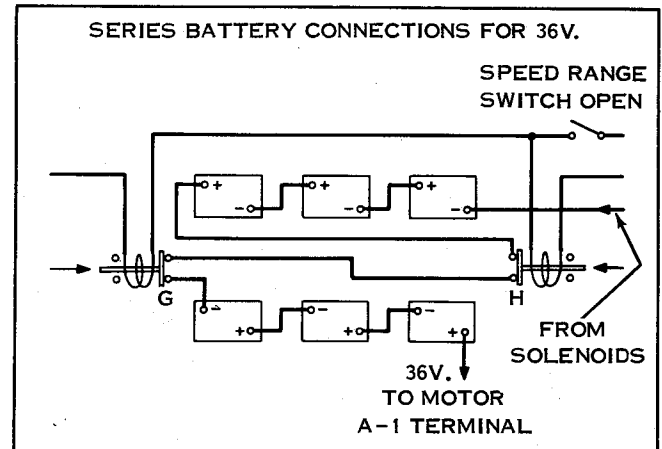 SERIES BATTERY CONNECTIONS FOR 36V.
SPEED RANGE
SWITCH OPEN
+ + +
- - -
G
H
- - -
+ + +
FROM
SOLENOIDS
36V.
TO MOTOR
A-1 TERMINAL